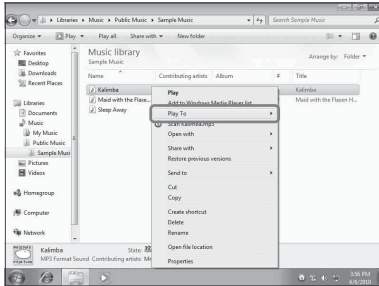 Libraries ▸ Music ▸ Public Music ▸ Sample Music
Search Sample Music
Organize Play Play all Share with New folder
Favorites
Desktop
Downloads
Recent Places
Libraries
Documents
Music
My Music
Public Music
Sample Musi
Pictures
Videos
Homegroup
Computer
Network
Music library
Sample Music
Arrange by: Folder
Name Contributing artists Album # Title
Kalimba Kalimba
Maid with the Flaxe... Maid with the Flaxen H...
Sleep Away
Play
Add to Windows Media Player list
Play To
Scan Kalimba.mp3
Open with
Share with
Restore previous versions
Send to
Cut
Copy
Create shortcut
Delete
Rename
Open file location
Properties
Kalimba State:
MP3 Format Sound Contributing artists: Mr
3:56 PM
4/6/2010